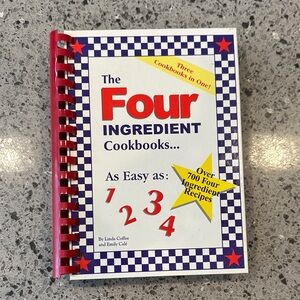 Three
Cookbooks in One!
The
Four
INGREDIENT
Cookbooks...
As Easy as:
1
2
3
4
Over
700 Four
Ingredient
Recipes
By Linda Coffee
and Emily Cale